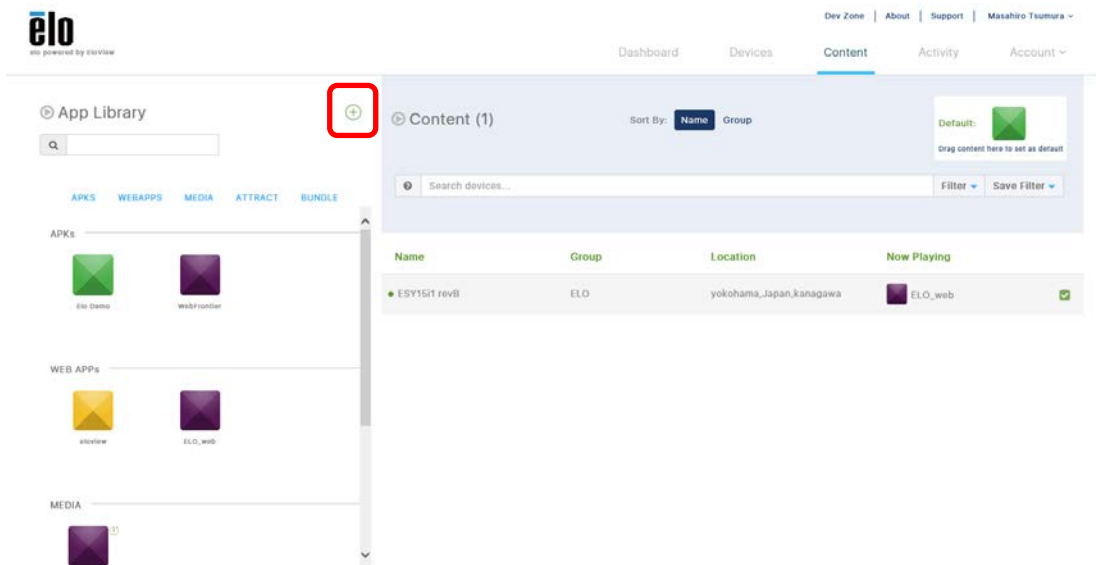 Dev Zone | About | Support | Masahiro Tsumura
ēlo
elo powered by EloView
Dashboard Devices Content Activity Account
App Library
Content (1)
Sort By: Name Group
Default:
Drag content here to set as default
Search devices...
Filter Save Filter
APKS WEBAPPS MEDIA ATTRACT BUNDLE
APKs
Elo Demo WebFrontier
Name Group Location Now Playing
ESY15i1 revB ELO yokohama,Japan,kanagawa ELO_web
WEB APPs
eloview ELO_web
MEDIA